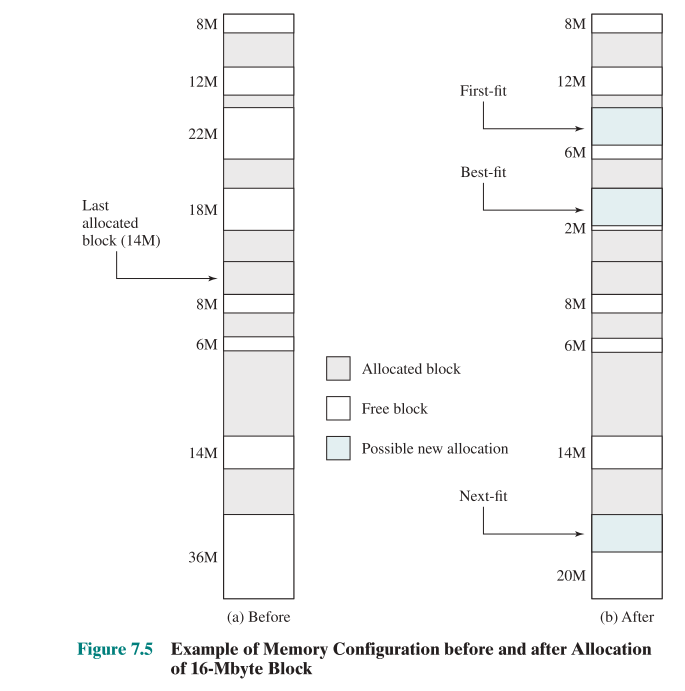 8M
12M
22M
18M
Last
allocated
block (14M)
8M
6M
14M
36M
(a) Before
Allocated block
Free block
Possible new allocation
8M
First-fit
12M
6M
Best-fit
2M
8M
6M
14M
Next-fit
20M
(b) After
Figure 7.5 Example of Memory Configuration before and after Allocation
of 16-Mbyte Block